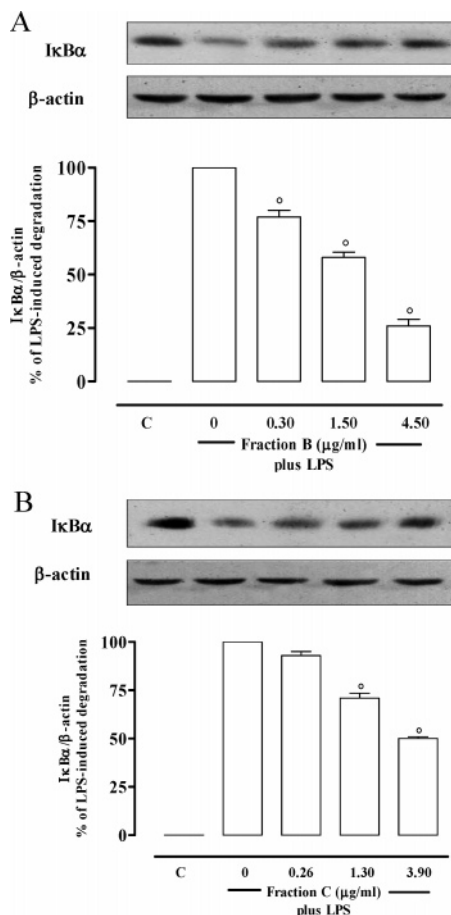 A
IκBα
β-actin
IκBα/β-actin
% of LPS-induced degradation
100
75
50
25
0
C 0 0.30 1.50 4.50
Fraction B (μg/ml)
plus LPS
B
IκBα
β-actin
IκBα/β-actin
% of LPS-induced degradation
100
75
50
25
0
C 0 0.26 1.30 3.90
Fraction C (μg/ml)
plus LPS